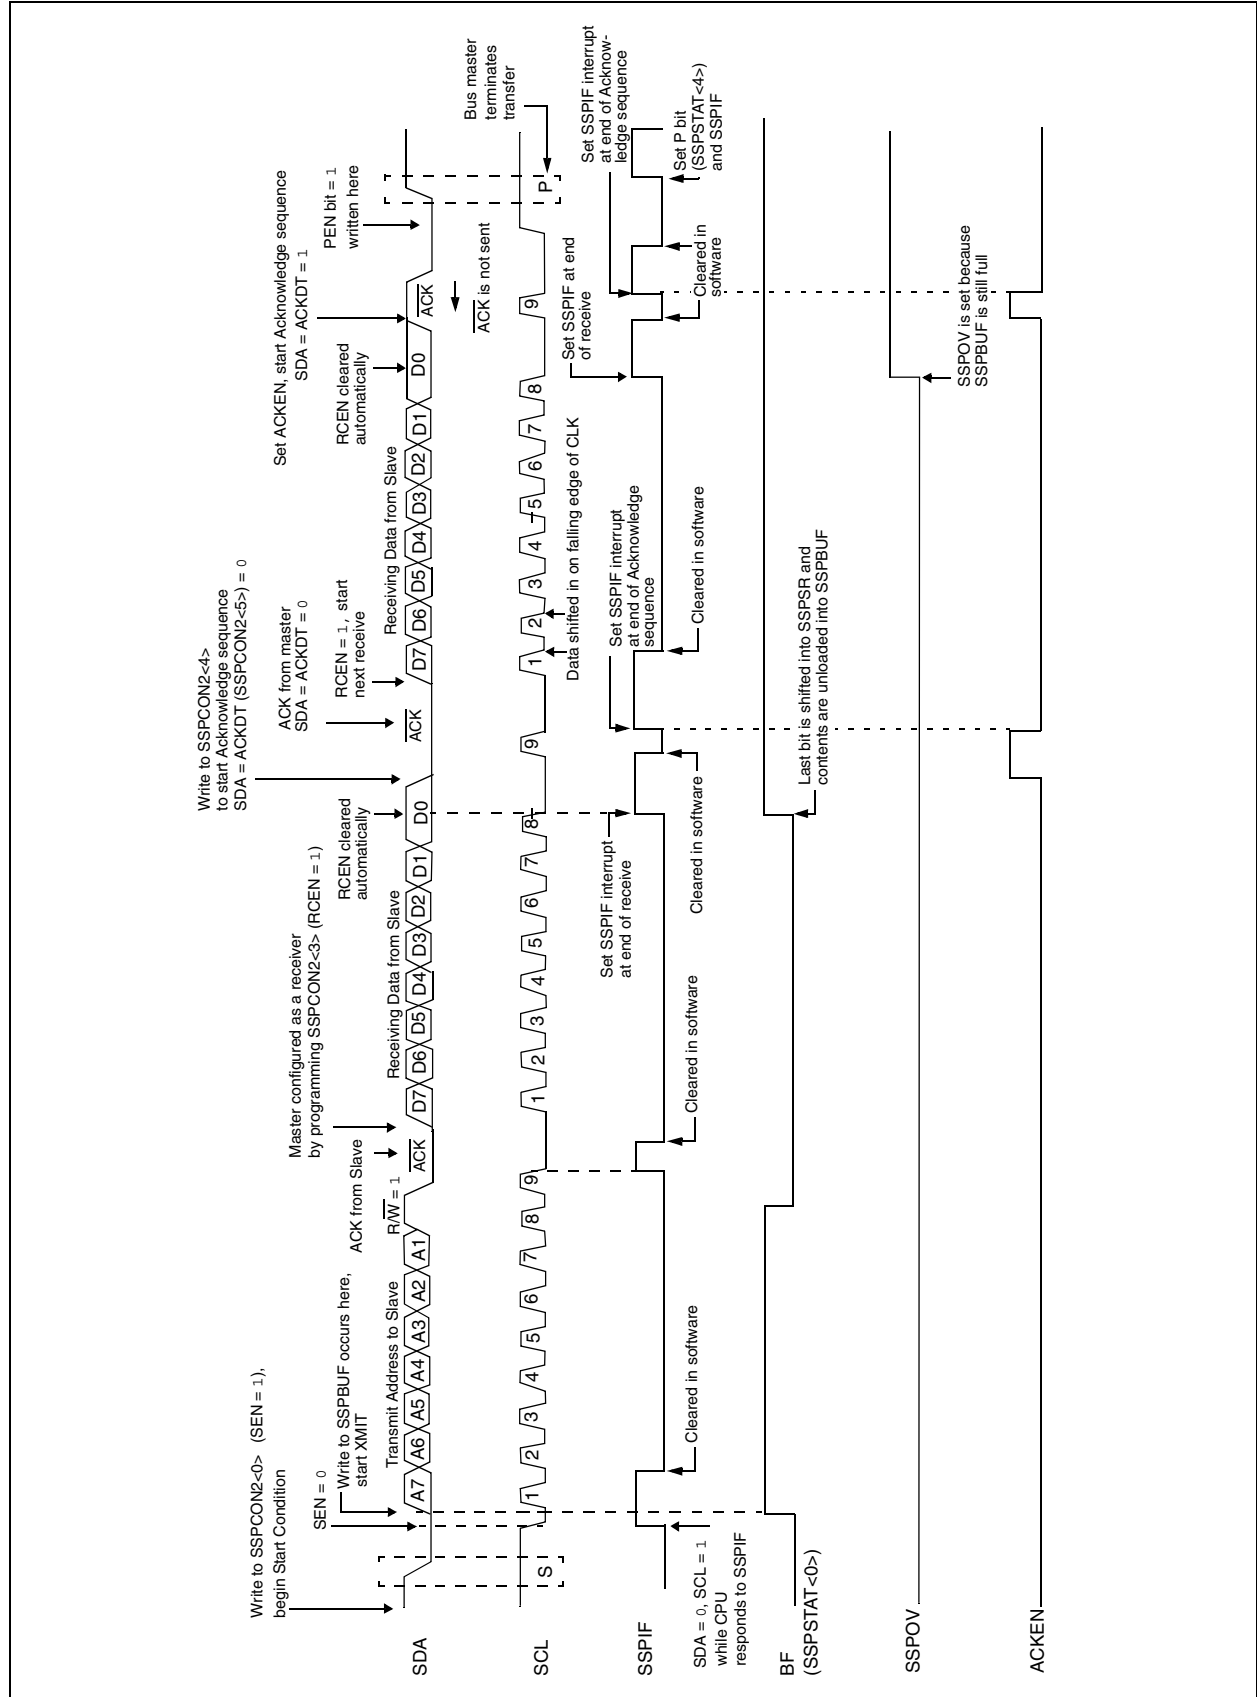 Write to SSPCON2<0> (SEN = 1),
begin Start Condition
SEN = 0
Write to SSPBUF occurs here,
start XMIT
Transmit Address to Slave
R/W = 1
ACK from Slave
Master configured as a receiver
by programming SSPCON2<3> (RCEN = 1)
Receiving Data from Slave
RCEN cleared
automatically
Write to SSPCON2<4>
to start Acknowledge sequence
SDA = ACKDT (SSPCON2<5>) = 0
ACK from master
SDA = ACKDT = 0
RCEN = 1, start
next receive
Receiving Data from Slave
RCEN cleared
automatically
Set ACKEN, start Acknowledge sequence
SDA = ACKDT = 1
PEN bit = 1
written here
SDA
A7 A6 A5 A4 A3 A2 A1
ACK
D7 D6 D5 D4 D3 D2 D1 D0
ACK
D7 D6 D5 D4 D3 D2 D1 D0
ACK
ACK is not sent
Bus master
terminates
transfer
SCL
S
1 2 3 4 5 6 7 8 9
1 2 3 4 5 6 7 8 9
1 2 3 4 5 6 7 8 9
P
Data shifted in on falling edge of CLK
Set SSPIF interrupt
at end of receive
Set SSPIF interrupt
at end of Acknowledge
sequence
Set SSPIF at end
of receive
Set SSPIF interrupt
at end of Acknow-
ledge sequence
SSPIF
SDA = 0, SCL = 1
while CPU
responds to SSPIF
Cleared in software
Cleared in software
Cleared in software
Cleared in software
Cleared in
software
Set P bit
(SSPSTAT<4>)
and SSPIF
BF
(SSPSTAT<0>)
Last bit is shifted into SSPSR and
contents are unloaded into SSPBUF
SSPOV
SSPOV is set because
SSPBUF is still full
ACKEN